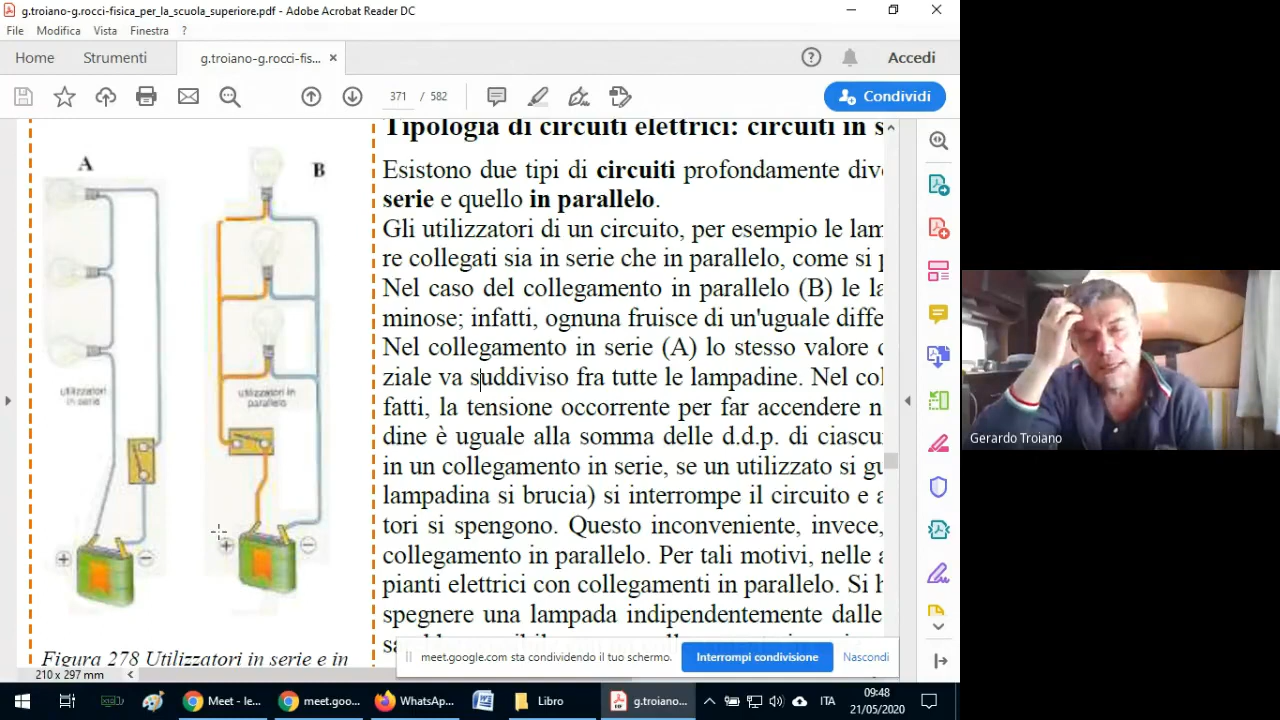 g.troiano-g.rocci-fisica_per_la_scuola_superiore.pdf - Adobe Acrobat Reader DC
File Modifica Vista Finestra ?
Home Strumenti g.troiano-g.rocci-fis... × Accedi
371 / 582 Condividi
Tipologia di circuiti elettrici: circuiti in s
A
B
Esistono due tipi di circuiti profondamente dive
serie e quello in parallelo.
Gli utilizzatori di un circuito, per esempio le lam
re collegati sia in serie che in parallelo, come si p
Nel caso del collegamento in parallelo (B) le la
minose; infatti, ognuna fruisce di un'uguale diffe
Nel collegamento in serie (A) lo stesso valore
ziale va suddiviso fra tutte le lampadine. Nel col
fatti, la tensione occorrente per far accendere n
dine è uguale alla somma delle d.d.p. di ciascu
in un collegamento in serie, se un utilizzato si gu
lampadina si brucia) si interrompe il circuito e a
tori si spengono. Questo inconveniente, invece,
collegamento in parallelo. Per tali motivi, nelle a
pianti elettrici con collegamenti in parallelo. Si h
spegnere una lampada indipendentemente dalle
utilizzatori
in serie
utilizzatori in
parallelo
+ −
+ −
Figura 278 Utilizzatori in serie e in
210 x 297 mm
meet.google.com sta condividendo il tuo schermo. Interrompi condivisione Nascondi
Gerardo Troiano
Meet - le... meet.goo... WhatsAp... Libro g.troiano... ITA
09:48
21/05/2020